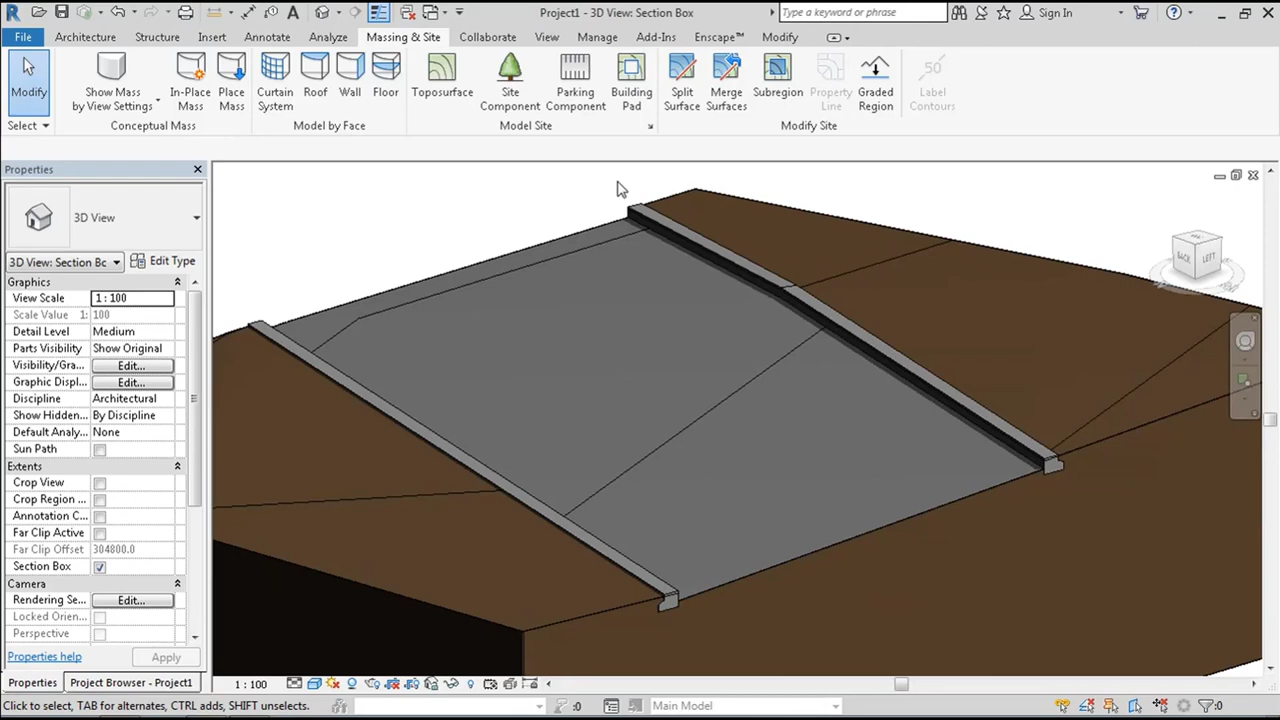 Project1 - 3D View: Section Box
Type a keyword or phrase
Sign In
File Architecture Structure Insert Annotate Analyze Massing & Site Collaborate View Manage Add-Ins Enscape™ Modify
Modify
Show Mass
by View Settings
In-Place
Mass
Place
Mass
Curtain
System
Roof
Wall
Floor
Toposurface
Site
Component
Parking
Component
Building
Pad
Split
Surface
Merge
Surfaces
Subregion
Property
Line
Graded
Region
50
Label
Contours
Select Conceptual Mass Model by Face Model Site Modify Site
Properties
3D View
3D View: Section Bc Edit Type
Graphics
View Scale 1 : 100
Scale Value 1: 100
Detail Level Medium
Parts Visibility Show Original
Visibility/Gra... Edit...
Graphic Displ... Edit...
Discipline Architectural
Show Hidden... By Discipline
Default Analy... None
Sun Path
Extents
Crop View
Crop Region ...
Annotation C...
Far Clip Active
Far Clip Offset 304800.0
Section Box
Camera
Rendering Se... Edit...
Locked Orien...
Perspective
Properties help Apply
Properties Project Browser - Project1
BACK LEFT
1 : 100
Click to select, TAB for alternates, CTRL adds, SHIFT unselects.
:0
Main Model
:0